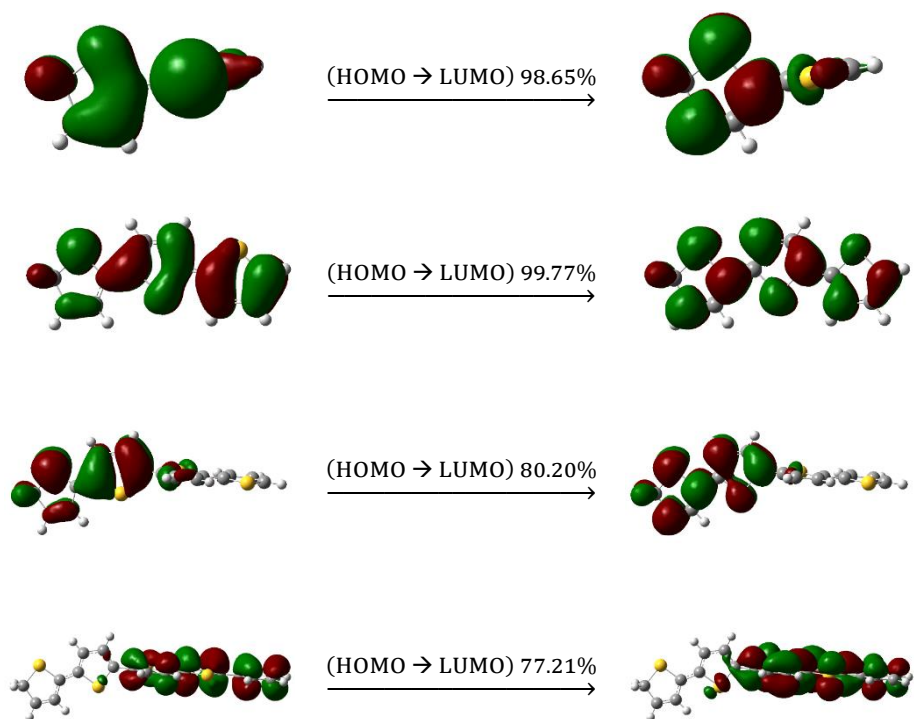 (HOMO → LUMO) 98.65%
(HOMO → LUMO) 99.77%
(HOMO → LUMO) 80.20%
(HOMO → LUMO) 77.21%